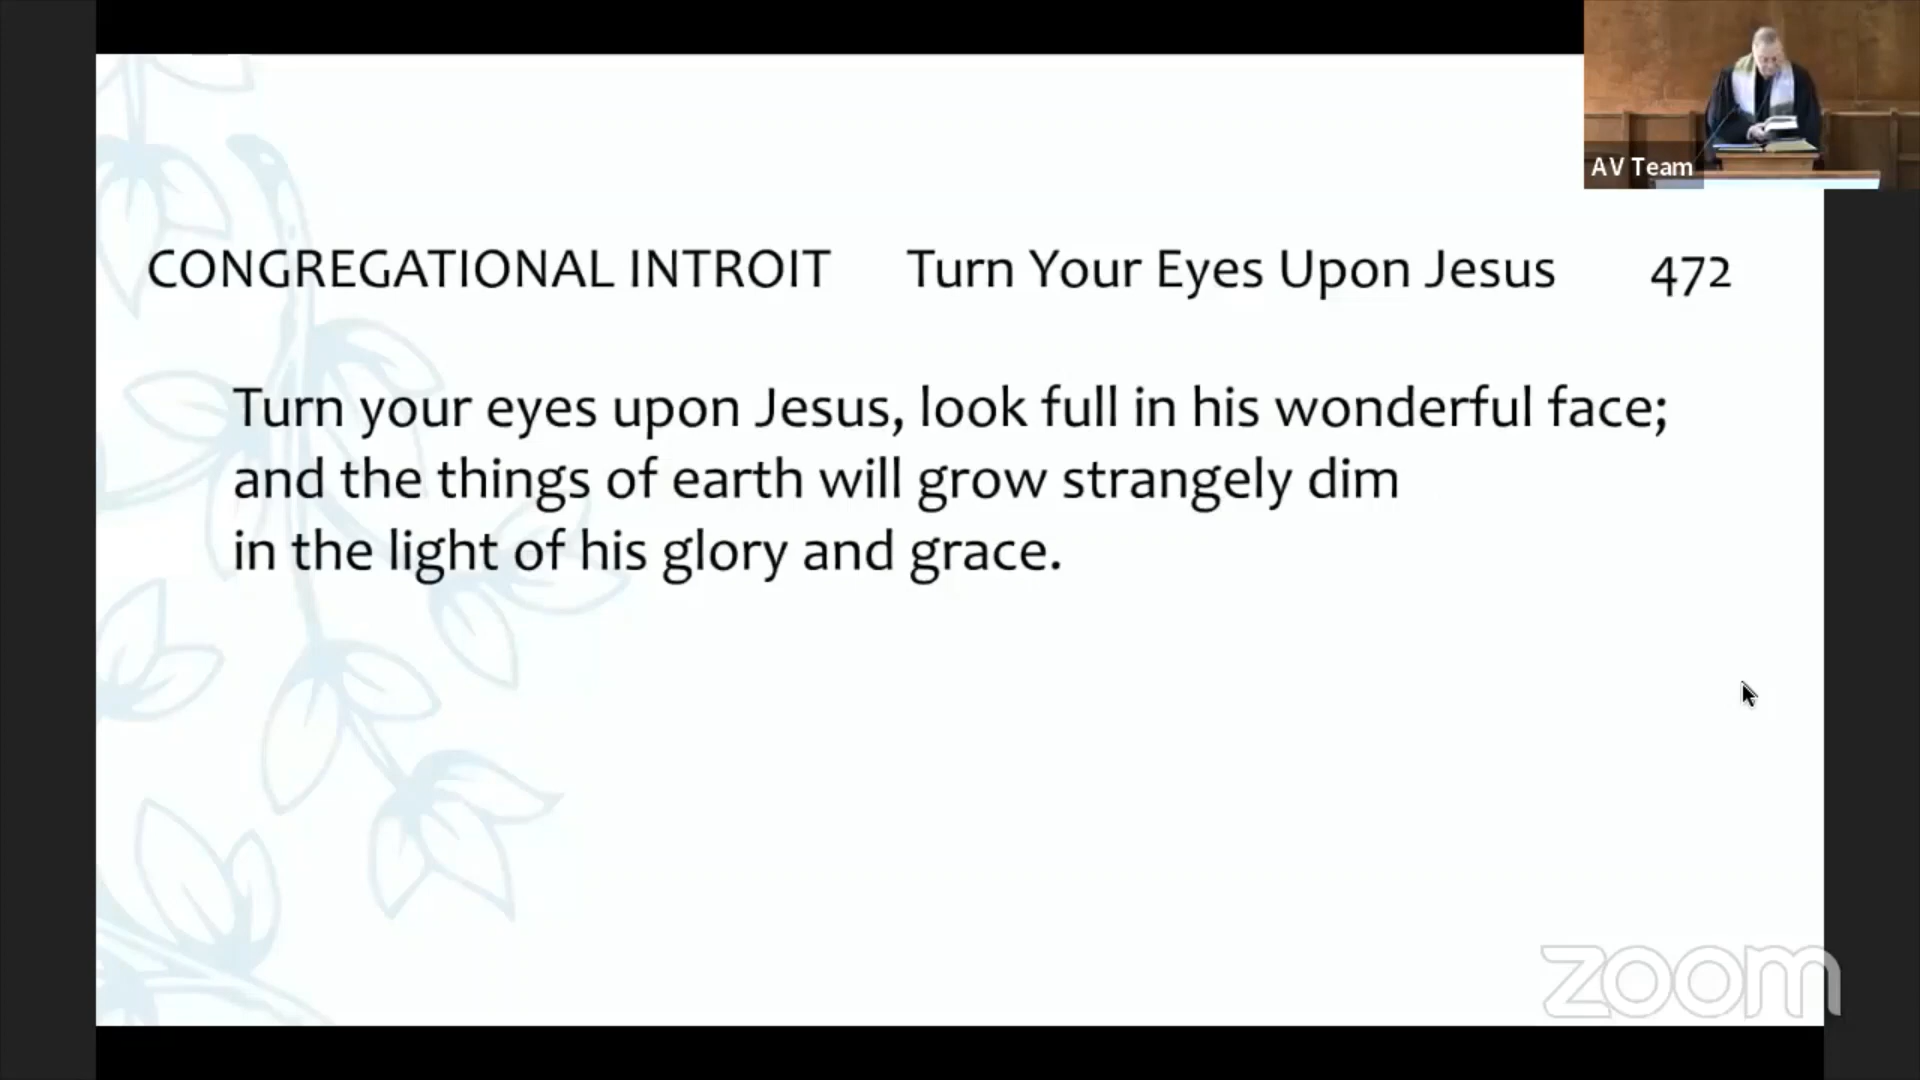 AV Team
CONGREGATIONAL INTROIT Turn Your Eyes Upon Jesus 472
Turn your eyes upon Jesus, look full in his wonderful face;
and the things of earth will grow strangely dim
in the light of his glory and grace.
zoom